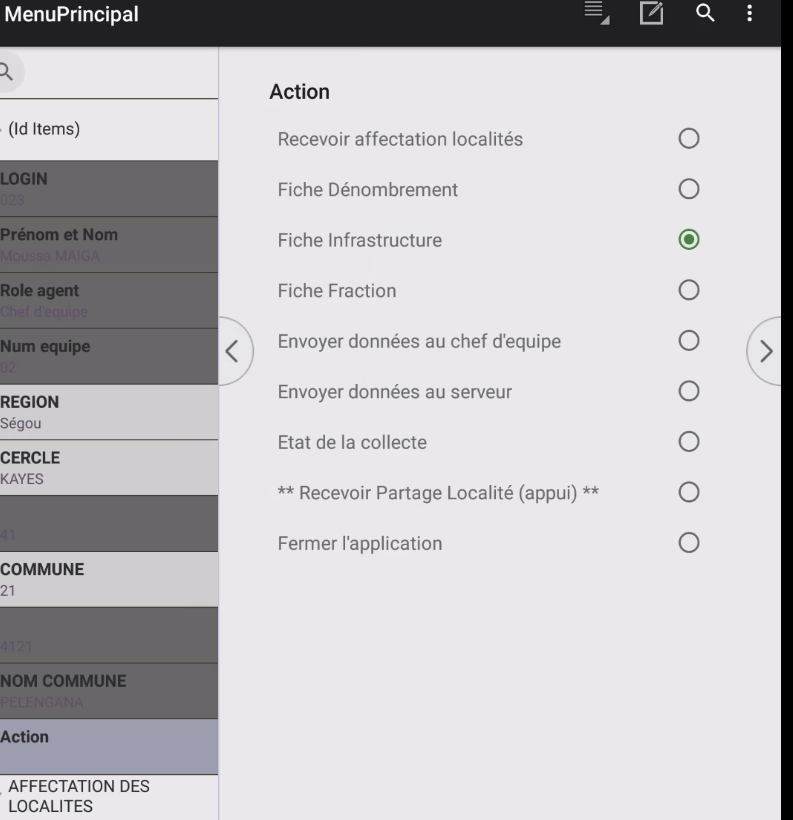 MenuPrincipal
(Id Items)
LOGIN
023
Prénom et Nom
Moussa MAIGA
Role agent
Chef d'equipe
Num equipe
02
REGION
Ségou
CERCLE
KAYES
41
COMMUNE
21
4121
NOM COMMUNE
PELENGANA
Action
AFFECTATION DES
LOCALITES
Action
Recevoir affectation localités
Fiche Dénombrement
Fiche Infrastructure
Fiche Fraction
Envoyer données au chef d'equipe
Envoyer données au serveur
Etat de la collecte
** Recevoir Partage Localité (appui) **
Fermer l'application